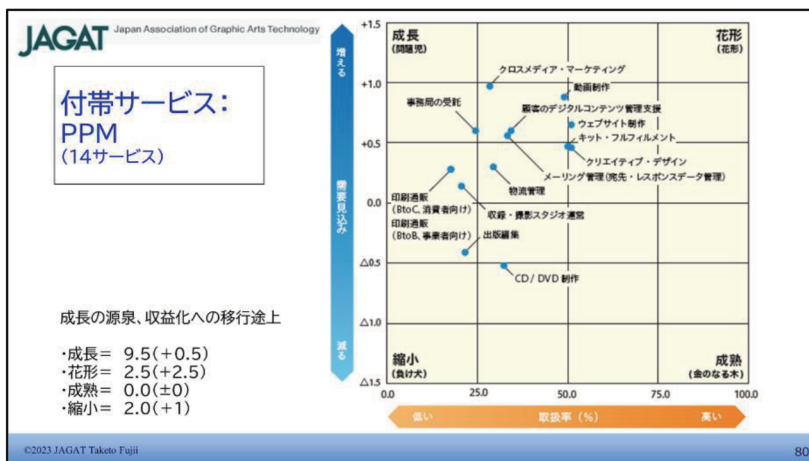 JAGAT Japan Association of Graphic Arts Technology
付帯サービス：
PPM
(14サービス)
成長の源泉、収益化への移行途上
・成長＝ 9.5(＋0.5)
・花形＝ 2.5(＋2.5)
・成熟＝ 0.0(±0)
・縮小＝ 2.0(＋1)
増える
需要見込み
減る
+1.5
+1.0
+0.5
0.0
△0.5
△1.0
△1.5
成長
(問題児)
花形
(花形)
クロスメディア・マーケティング
動画制作
事務局の受託
顧客のデジタルコンテンツ管理支援
ウェブサイト制作
キット・フルフィルメント
クリエイティブ・デザイン
メーリング管理(宛先・レスポンスデータ管理)
物流管理
印刷通販
(BtoC、消費者向け)
収録・撮影スタジオ運営
印刷通販
(BtoB、事業者向け)
出版編集
CD/DVD 制作
縮小
(負け犬)
成熟
(金のなる木)
0.0
25.0
50.0
75.0
100.0
低い
取扱率（％）
高い
©2023 JAGAT Taketo Fujii
80